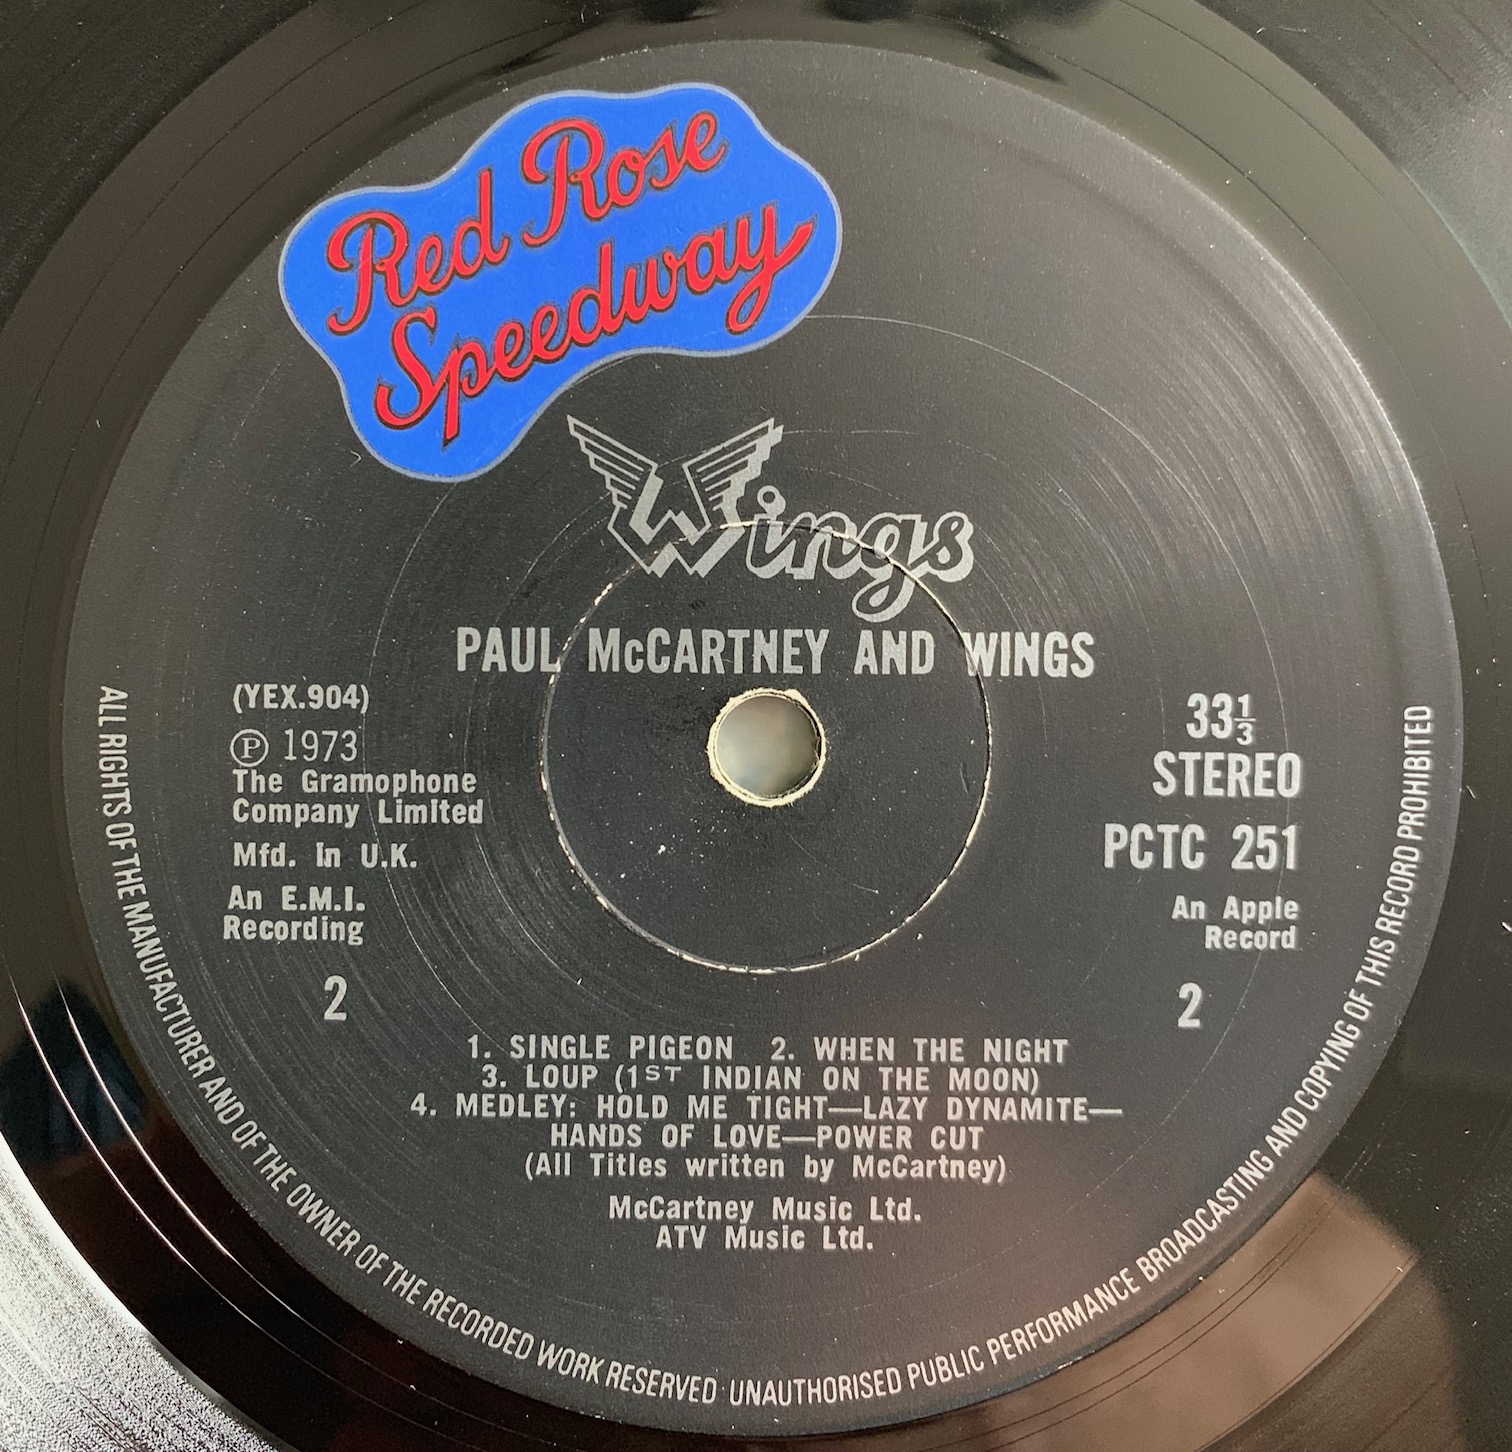 Red Rose
Speedway
Wings
PAUL McCARTNEY AND WINGS
(YEX.904)
Ⓟ 1973
The Gramophone
Company Limited
Mfd. in U.K.
An E.M.I.
Recording
2
33⅓
STEREO
PCTC 251
An Apple
Record
2
1. SINGLE PIGEON 2. WHEN THE NIGHT
3. LOUP (1ST INDIAN ON THE MOON)
4. MEDLEY: HOLD ME TIGHT—LAZY DYNAMITE—
HANDS OF LOVE—POWER CUT
(All Titles written by McCartney)
McCartney Music Ltd.
ATV Music Ltd.
ALL RIGHTS OF THE MANUFACTURER AND OF THE OWNER OF THE RECORDED WORK RESERVED UNAUTHORISED PUBLIC PERFORMANCE BROADCASTING AND COPYING OF THIS RECORD PROHIBITED